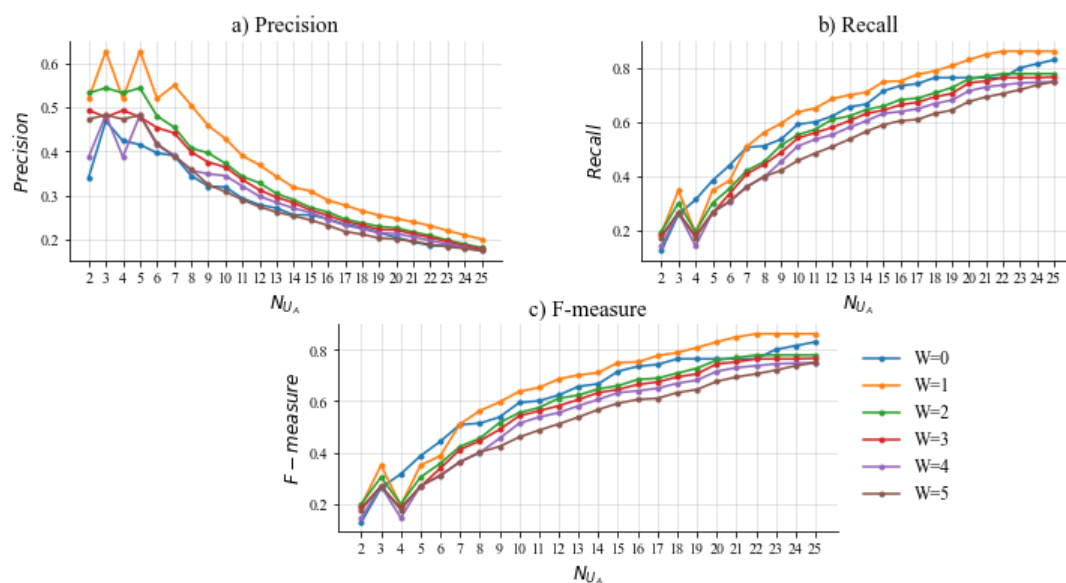 a) Precision
0.6
0.5
0.4
0.3
0.2
Precision
2 3 4 5 6 7 8 9 10 11 12 13 14 15 16 17 18 19 20 21 22 23 24 25
N_{U_A}
b) Recall
0.8
0.6
0.4
0.2
Recall
2 3 4 5 6 7 8 9 10 11 12 13 14 15 16 17 18 19 20 21 22 23 24 25
N_{U_A}
c) F-measure
0.8
0.6
0.4
0.2
F − measure
2 3 4 5 6 7 8 9 10 11 12 13 14 15 16 17 18 19 20 21 22 23 24 25
N_{U_A}
W=0
W=1
W=2
W=3
W=4
W=5